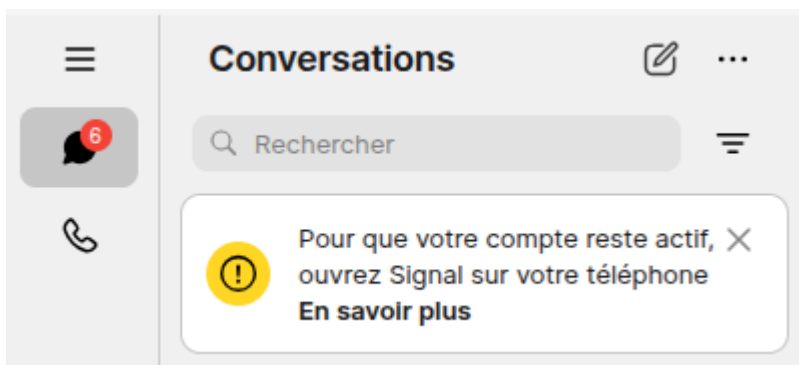 Conversations
6
Rechercher
Pour que votre compte reste actif,
ouvrez Signal sur votre téléphone
En savoir plus